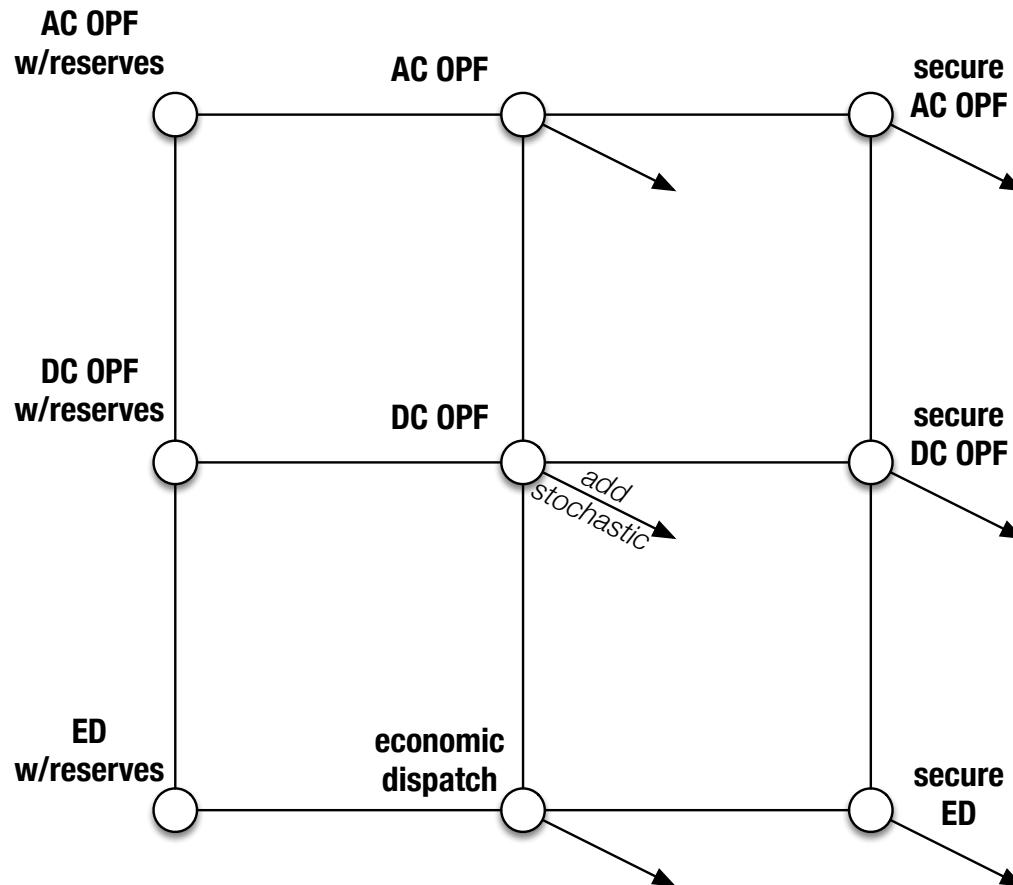 AC OPF
w/reserves
AC OPF
secure
AC OPF
DC OPF
w/reserves
DC OPF
secure
DC OPF
add
stochastic
ED
w/reserves
economic
dispatch
secure
ED